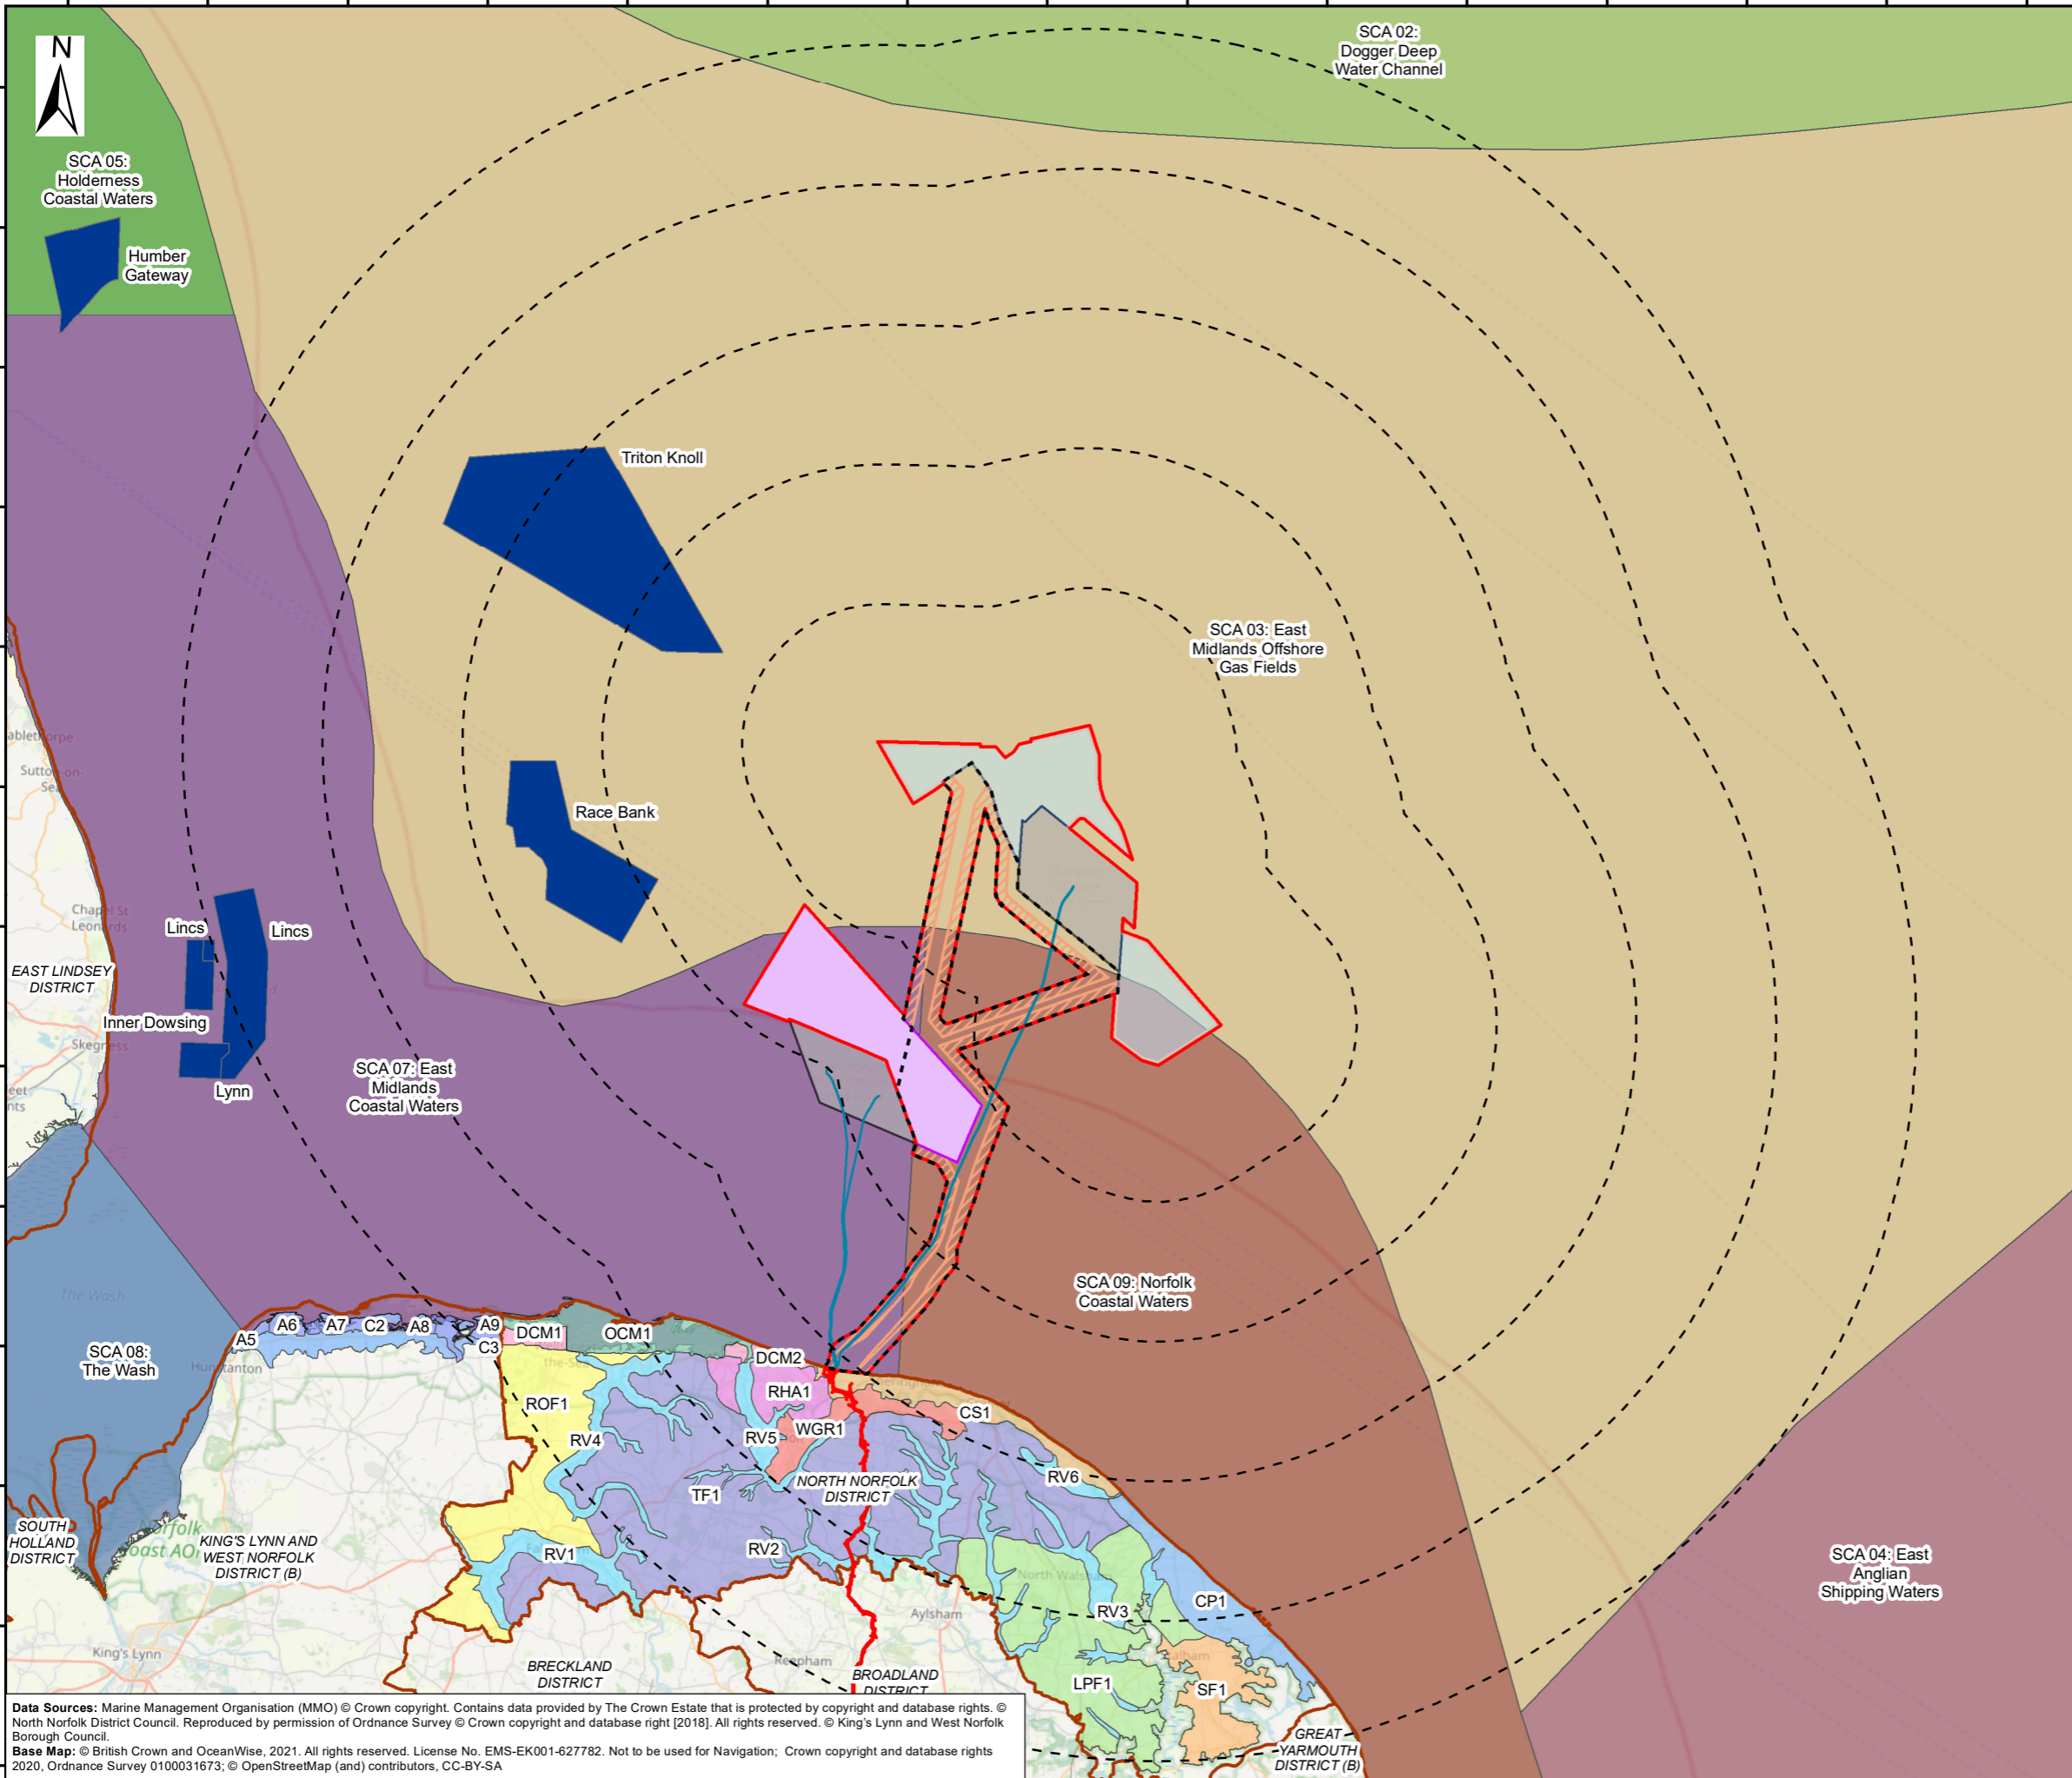 N
SCA 02:
Dogger Deep
Water Channel
SCA 05:
Holderness
Coastal Waters
Humber
Gateway
Triton Knoll
SCA 03: East
Midlands Offshore
Gas Fields
Race Bank
Chapel St
Leonards
Lincs
Lincs
EAST LINDSEY
DISTRICT
Inner Dowsing
Skegness
Lynn
SCA 07: East
Midlands
Coastal Waters
SCA 09: Norfolk
Coastal Waters
The Wash
SCA 08:
The Wash
A5
A6
A7
C2
A8
A9
C3
DCM1
OCM1
DCM2
RHA1
ROF1
RV4
RV5
WGR1
CS1
RV6
NORTH NORFOLK
DISTRICT
TF1
RV2
RV1
SOUTH
HOLLAND
DISTRICT
KING'S LYNN AND
WEST NORFOLK
DISTRICT (B)
North Walsham
RV3
CP1
Aylsham
SCA 04: East
Anglian
Shipping Waters
King's Lynn
BRECKLAND
DISTRICT
Reepham
BROADLAND
DISTRICT
LPF1
SF1
GREAT
YARMOUTH
DISTRICT (B)
Data Sources: Marine Management Organisation (MMO) © Crown copyright. Contains data provided by The Crown Estate that is protected by copyright and database rights. ©
North Norfolk District Council. Reproduced by permission of Ordnance Survey © Crown copyright and database right [2018]. All rights reserved. © King's Lynn and West Norfolk
Borough Council.
Base Map: © British Crown and OceanWise, 2021. All rights reserved. License No. EMS-EK001-627782. Not to be used for Navigation; Crown copyright and database rights
2020, Ordnance Survey 0100031673; © OpenStreetMap (and) contributors, CC-BY-SA